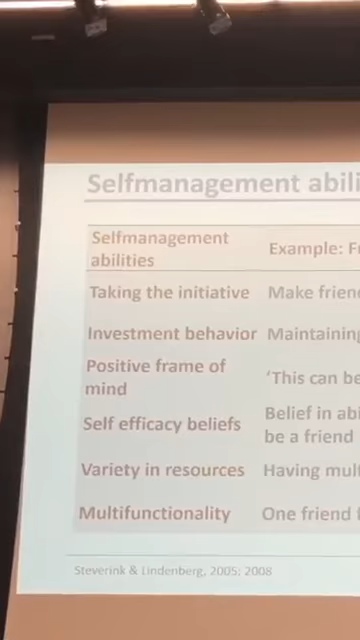 Selfmanagement abili
Selfmanagement
abilities
Example: F
Taking the initiative Make frien
Investment behavior Maintaining
Positive frame of
mind
'This can be
Self efficacy beliefs
Belief in abi
be a friend
Variety in resources Having mul
Multifunctionality One friend
Steverink & Lindenberg, 2005; 2008